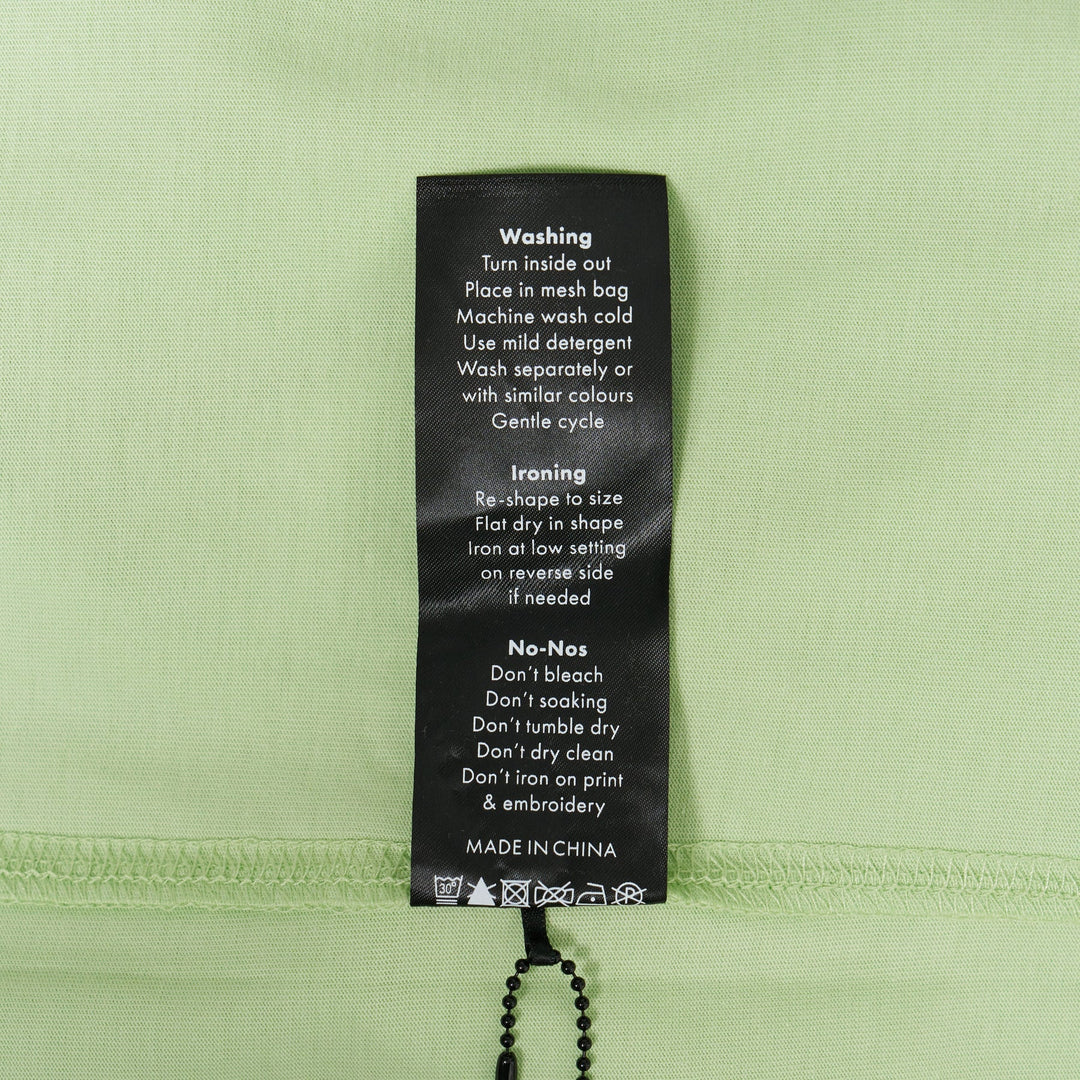 Washing
Turn inside out
Place in mesh bag
Machine wash cold
Use mild detergent
Wash separately or
with similar colours
Gentle cycle
Ironing
Re-shape to size
Flat dry in shape
Iron at low setting
on reverse side
if needed
No-Nos
Don't bleach
Don't soaking
Don't tumble dry
Don't dry clean
Don't iron on print
& embroidery
MADE IN CHINA
30° P